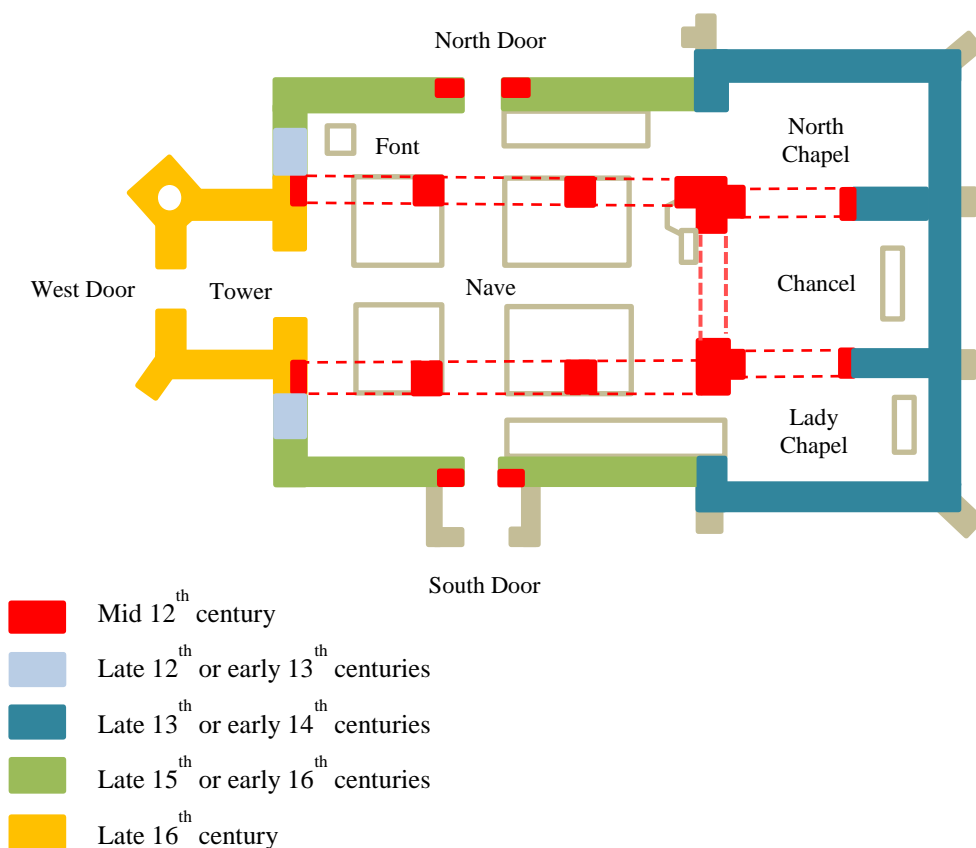 North Door
Font
North
Chapel
West Door
Tower
Nave
Chancel
Lady
Chapel
South Door
Mid 12th century
Late 12th or early 13th centuries
Late 13th or early 14th centuries
Late 15th or early 16th centuries
Late 16th century